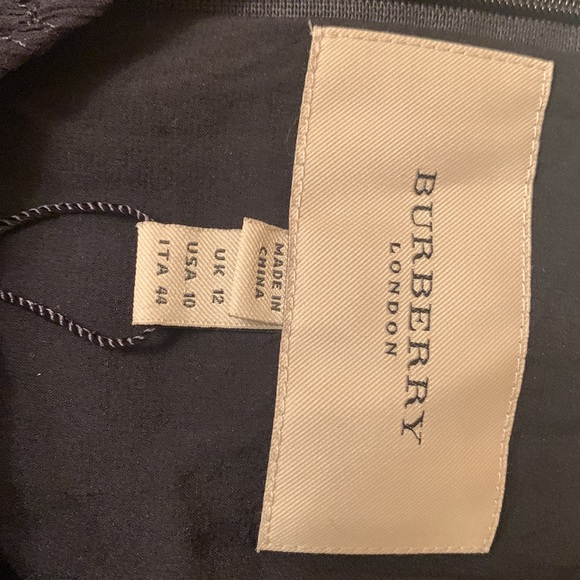 BURBERRY
LONDON
MADE IN
CHINA
UK 12
USA 10
ITA 44